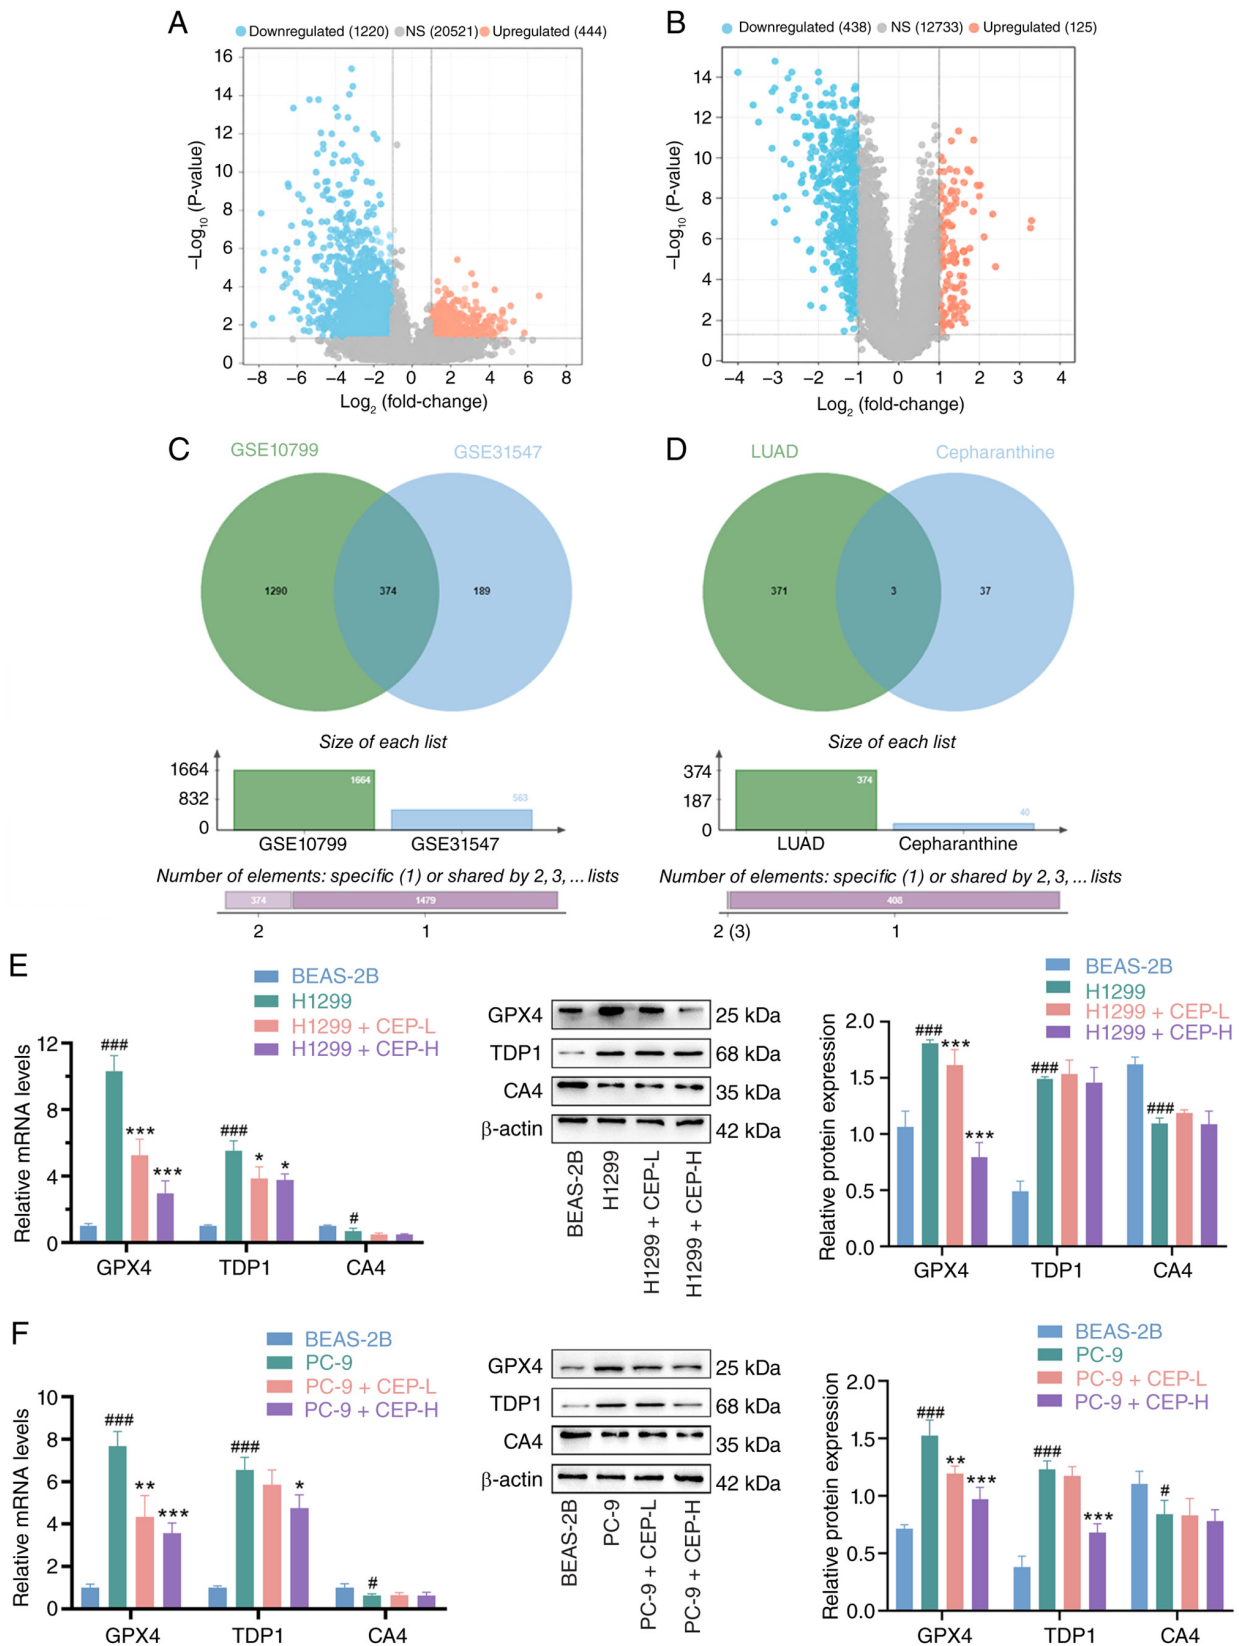 A
Downregulated (1220) NS (20521) Upregulated (444)
16
14
12
10
8
6
4
2
0
−Log10 (P-value)
−8 −6 −4 −2 0 2 4 6 8
Log2 (fold-change)
B
Downregulated (438) NS (12733) Upregulated (125)
14
12
10
8
6
4
2
0
−Log10 (P-value)
−4 −3 −2 −1 0 1 2 3 4
Log2 (fold-change)
C
GSE10799 GSE31547
1290 374 189
Size of each list
1664
832
0
1664
563
GSE10799 GSE31547
Number of elements: specific (1) or shared by 2, 3, ... lists
374 1479
2 1
D
LUAD Cepharanthine
371 3 37
Size of each list
374
187
0
374
40
LUAD Cepharanthine
Number of elements: specific (1) or shared by 2, 3, ... lists
408
2 (3) 1
E
BEAS-2B
H1299
H1299 + CEP-L
H1299 + CEP-H
Relative mRNA levels
12
8
4
0
### *** ***
### * *
#
GPX4 TDP1 CA4
GPX4 25 kDa
TDP1 68 kDa
CA4 35 kDa
β-actin 42 kDa
BEAS-2B
H1299
H1299 + CEP-L
H1299 + CEP-H
BEAS-2B
H1299
H1299 + CEP-L
H1299 + CEP-H
Relative protein expression
2.0
1.5
1.0
0.5
0.0
### *** ***
###
###
GPX4 TDP1 CA4
F
BEAS-2B
PC-9
PC-9 + CEP-L
PC-9 + CEP-H
Relative mRNA levels
10
8
6
4
2
0
### ** ***
### *
#
GPX4 TDP1 CA4
GPX4 25 kDa
TDP1 68 kDa
CA4 35 kDa
β-actin 42 kDa
BEAS-2B
PC-9
PC-9 + CEP-L
PC-9 + CEP-H
BEAS-2B
PC-9
PC-9 + CEP-L
PC-9 + CEP-H
Relative protein expression
2.0
1.5
1.0
0.5
0.0
### ** ***
### ***
#
GPX4 TDP1 CA4